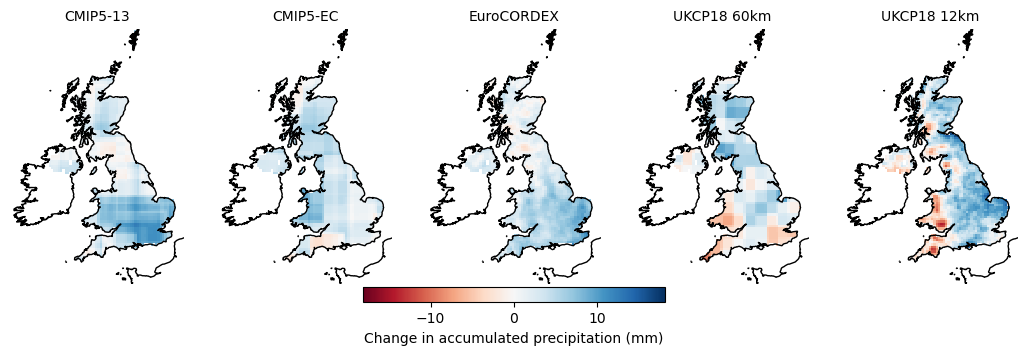 CMIP5-13 CMIP5-EC EuroCORDEX UKCP18 60km UKCP18 12km
−10 0 10
Change in accumulated precipitation (mm)